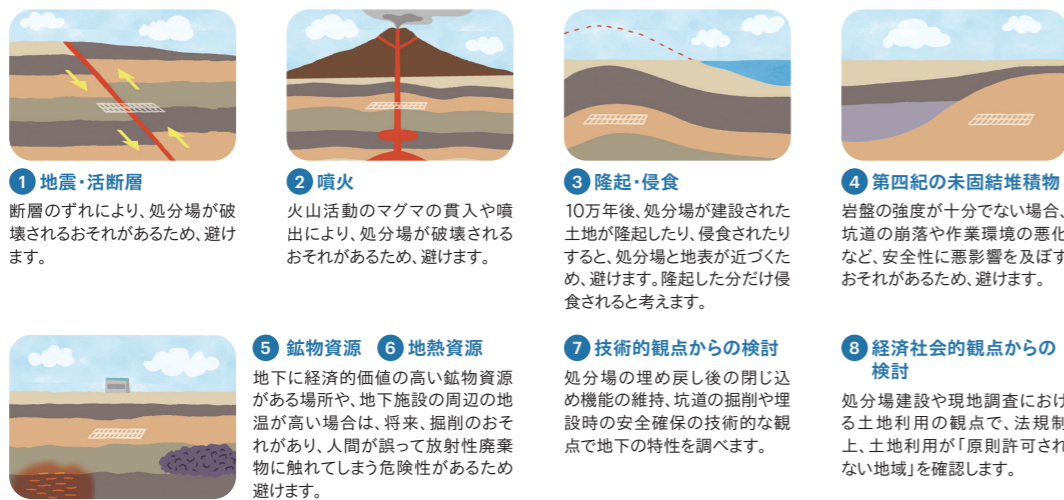 1 地震・活断層
断層のずれにより、処分場が破
壊されるおそれがあるため、避け
ます。
2 噴火
火山活動のマグマの貫入や噴
出により、処分場が破壊される
おそれがあるため、避けます。
3 隆起・侵食
10万年後、処分場が建設された
土地が隆起したり、侵食されたり
すると、処分場と地表が近づくた
め、避けます。隆起した分だけ侵
食されると考えます。
4 第四紀の未固結堆積物
岩盤の強度が十分でない場合、
坑道の崩落や作業環境の悪化
など、安全性に悪影響を及ぼす
おそれがあるため、避けます。
5 鉱物資源 6 地熱資源
地下に経済的価値の高い鉱物資源
がある場所や、地下施設の周辺の地
温が高い場合は、将来、掘削のおそ
れがあり、人間が誤って放射性廃棄
物に触れてしまう危険性があるため
避けます。
7 技術的観点からの検討
処分場の埋め戻し後の閉じ込
め機能の維持、坑道の掘削や埋
設時の安全確保の技術的な観
点で地下の特性を調べます。
8 経済社会的観点からの
検討
処分場建設や現地調査におけ
る土地利用の観点で、法規制
上、土地利用が「原則許可され
ない地域」を確認します。